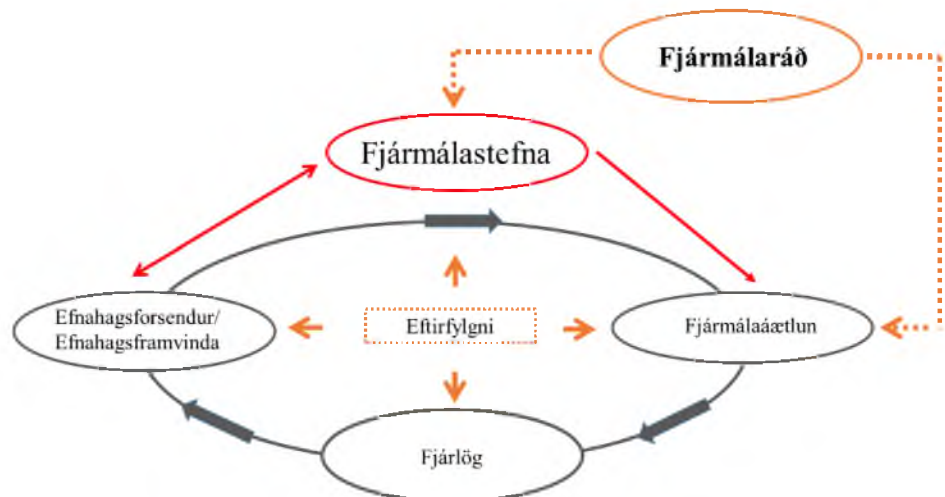 Fjármálaráð
Fjármálastefna
Efnahagsforsendur/
Efnahagsframvinda
Eftirfylgni
Fjármálaáætlun
Fjárlög